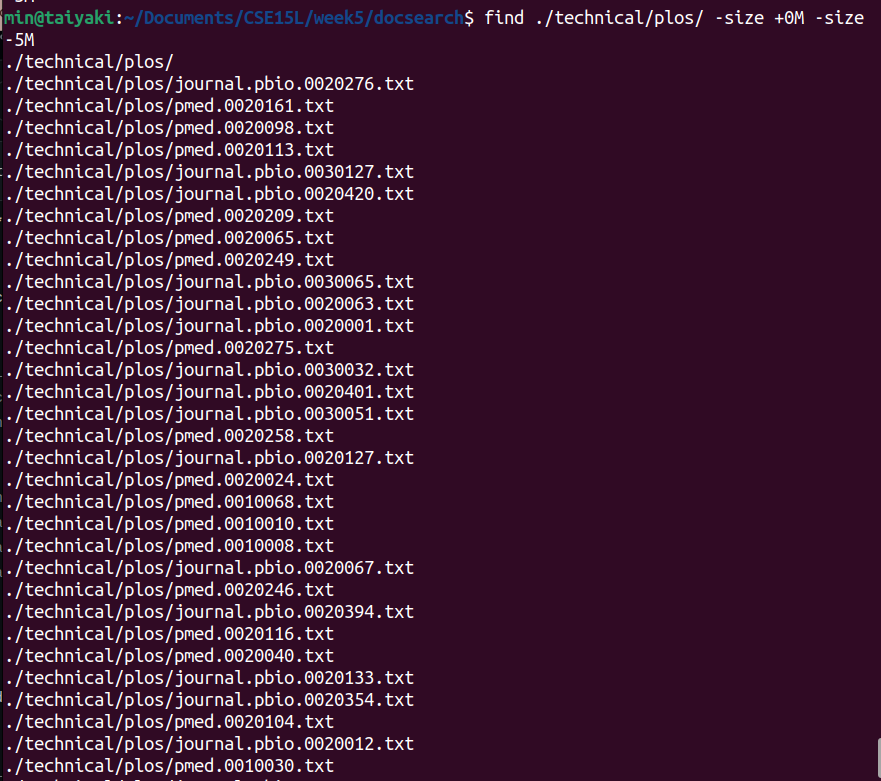 min@taiyaki:~/Documents/CSE15L/week5/docsearch$ find ./technical/plos/ -size +0M -size
-5M
./technical/plos/
./technical/plos/journal.pbio.0020276.txt
./technical/plos/pmed.0020161.txt
./technical/plos/pmed.0020098.txt
./technical/plos/pmed.0020113.txt
./technical/plos/journal.pbio.0030127.txt
./technical/plos/journal.pbio.0020420.txt
./technical/plos/pmed.0020209.txt
./technical/plos/pmed.0020065.txt
./technical/plos/pmed.0020249.txt
./technical/plos/journal.pbio.0030065.txt
./technical/plos/journal.pbio.0020063.txt
./technical/plos/journal.pbio.0020001.txt
./technical/plos/pmed.0020275.txt
./technical/plos/journal.pbio.0030032.txt
./technical/plos/journal.pbio.0020401.txt
./technical/plos/journal.pbio.0030051.txt
./technical/plos/pmed.0020258.txt
./technical/plos/journal.pbio.0020127.txt
./technical/plos/pmed.0020024.txt
./technical/plos/pmed.0010068.txt
./technical/plos/pmed.0010010.txt
./technical/plos/pmed.0010008.txt
./technical/plos/journal.pbio.0020067.txt
./technical/plos/pmed.0020246.txt
./technical/plos/journal.pbio.0020394.txt
./technical/plos/pmed.0020116.txt
./technical/plos/pmed.0020040.txt
./technical/plos/journal.pbio.0020133.txt
./technical/plos/journal.pbio.0020354.txt
./technical/plos/pmed.0020104.txt
./technical/plos/journal.pbio.0020012.txt
./technical/plos/pmed.0010030.txt